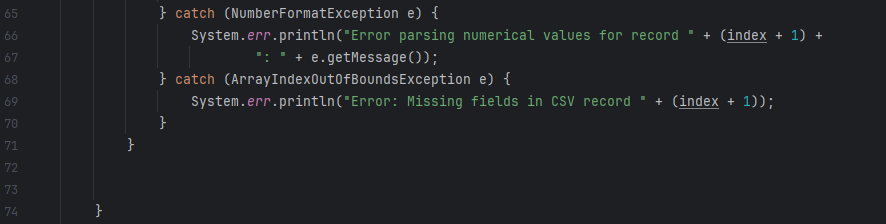 65 } catch (NumberFormatException e) {
66 System.err.println("Error parsing numerical values for record " + (index + 1) +
67 ": " + e.getMessage());
68 } catch (ArrayIndexOutOfBoundsException e) {
69 System.err.println("Error: Missing fields in CSV record " + (index + 1));
70 }
71 }
72
73
74 }